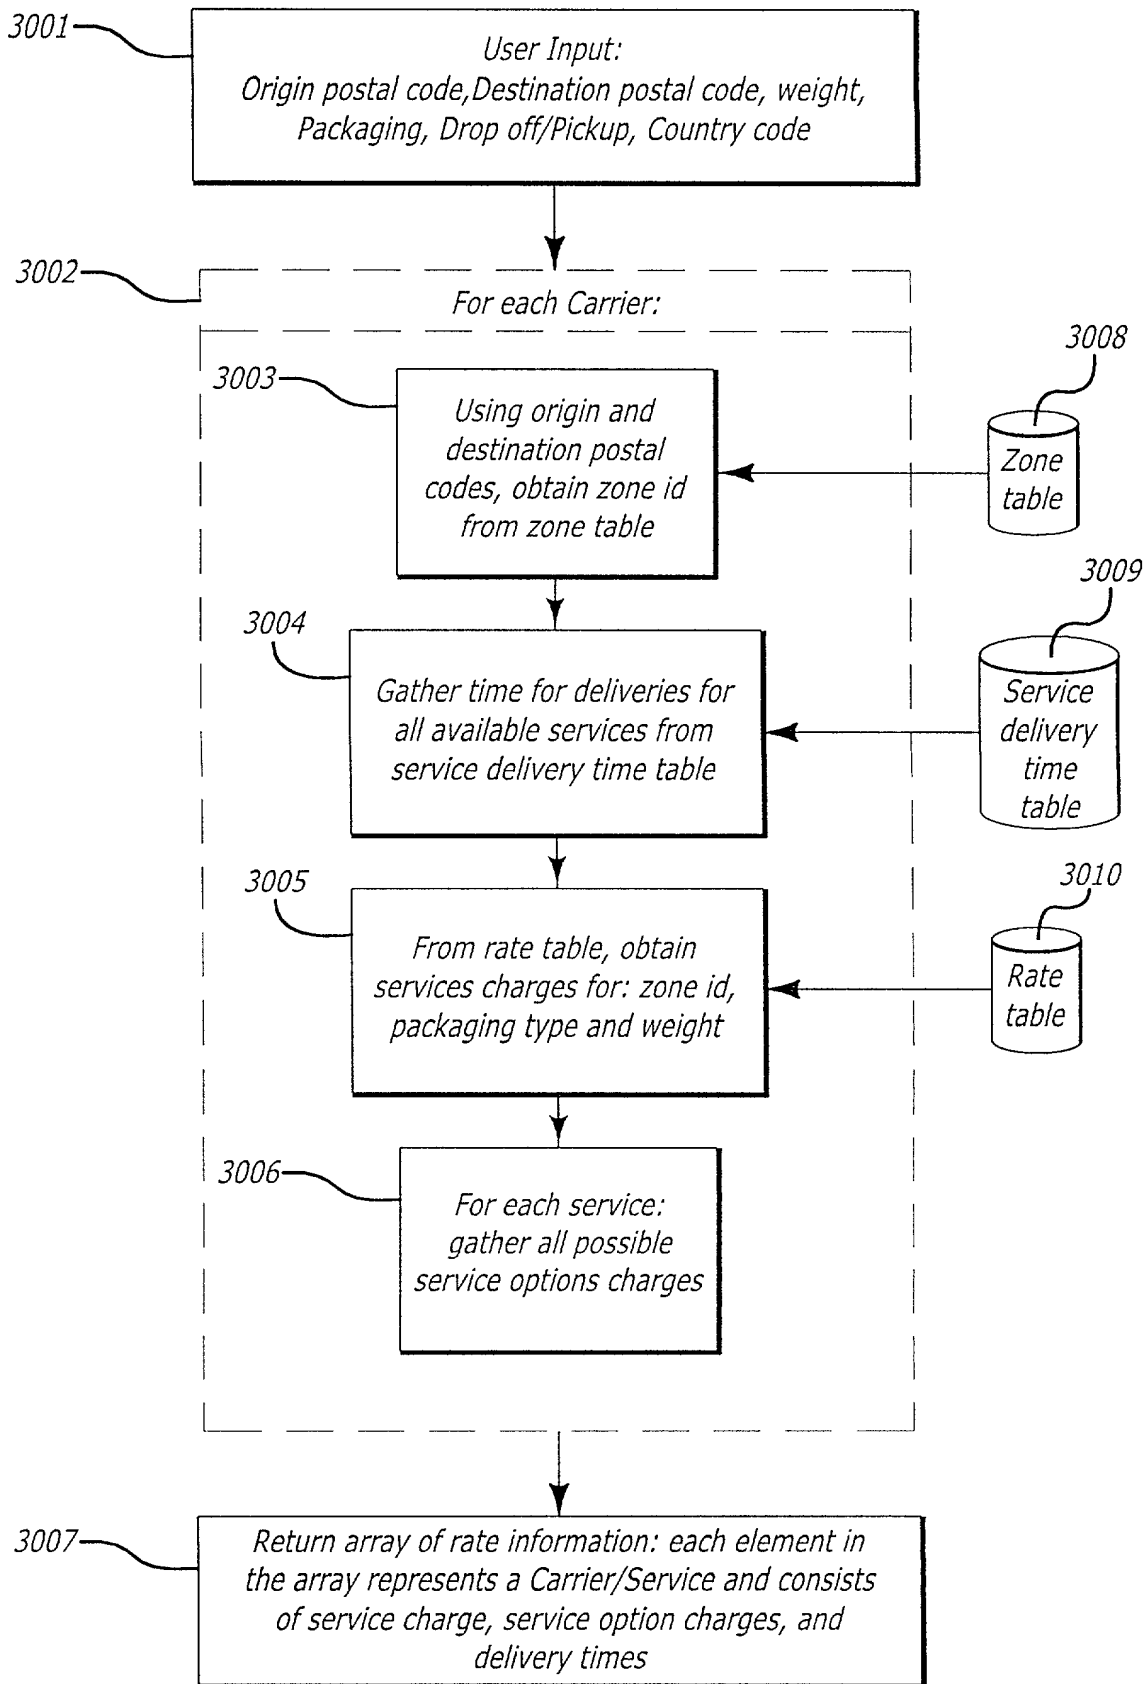 3001
User Input:
Origin postal code,Destination postal code, weight,
Packaging, Drop off/Pickup, Country code
3002
For each Carrier:
3003
Using origin and
destination postal
codes, obtain zone id
from zone table
3008
Zone
table
3004
Gather time for deliveries for
all available services from
service delivery time table
3009
Service
delivery
time
table
3005
From rate table, obtain
services charges for: zone id,
packaging type and weight
3010
Rate
table
3006
For each service:
gather all possible
service options charges
3007
Return array of rate information: each element in
the array represents a Carrier/Service and consists
of service charge, service option charges, and
delivery times